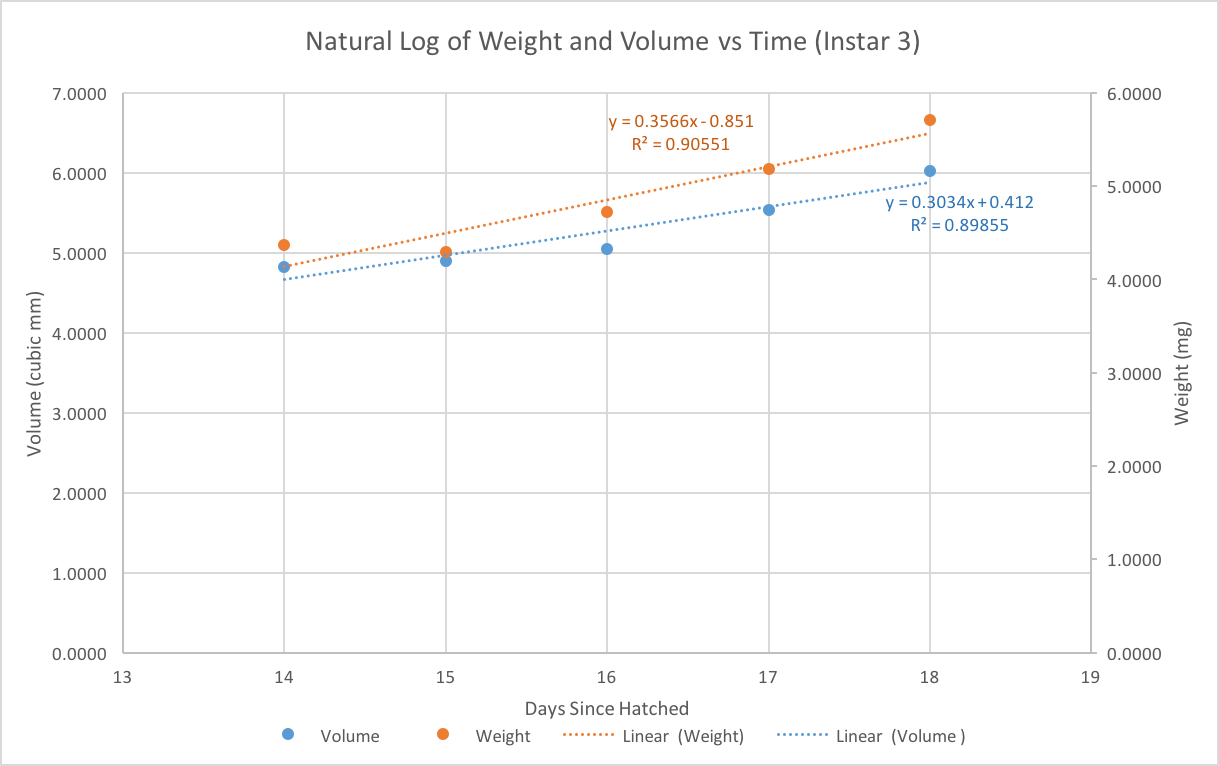 Natural Log of Weight and Volume vs Time (Instar 3)
7.0000
6.0000
5.0000
4.0000
3.0000
2.0000
1.0000
0.0000
Volume (cubic mm)
y = 0.3566x - 0.851
R² = 0.90551
y = 0.3034x + 0.412
R² = 0.89855
6.0000
5.0000
4.0000
3.0000
2.0000
1.0000
0.0000
Weight (mg)
13 14 15 16 17 18 19
Days Since Hatched
Volume Weight Linear (Weight) Linear (Volume )